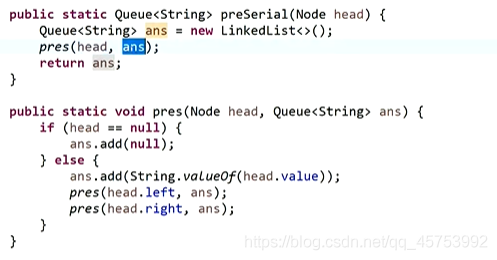 public static Queue<String> preSerial(Node head) {
    Queue<String> ans = new LinkedList<>();
    pres(head, ans);
    return ans;
}
public static void pres(Node head, Queue<String> ans) {
    if (head == null) {
        ans.add(null);
    } else {
        ans.add(String.valueOf(head.value));
        pres(head.left, ans);
        pres(head.right, ans);
    }
}
https://blog.csdn.net/qq_45753992